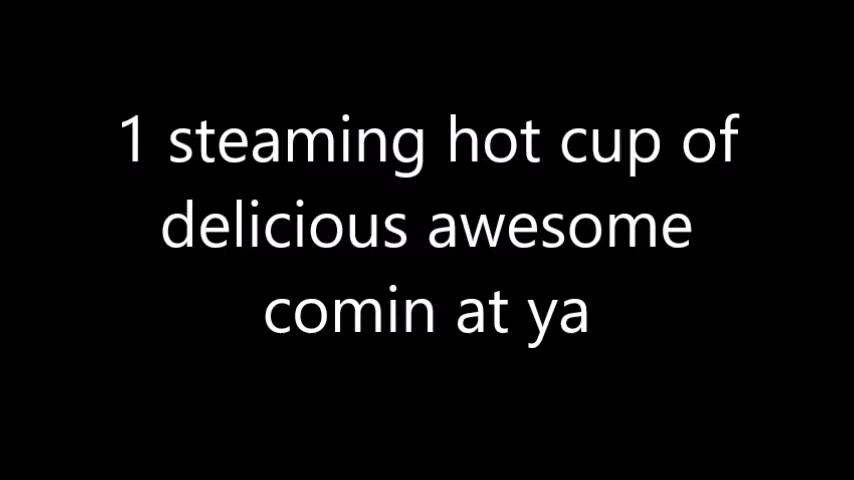 1 steaming hot cup of
delicious awesome
comin at ya